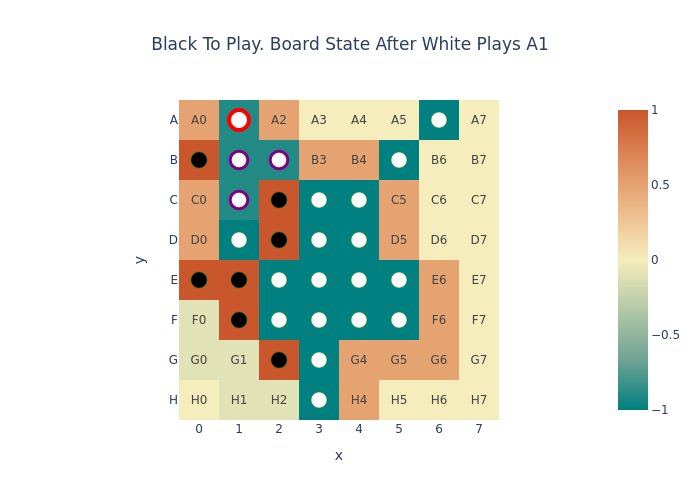 Black To Play. Board State After White Plays A1
A A0 A2 A3 A4 A5 A7
B B3 B4 B6 B7
C C0 C5 C6 C7
D D0 D5 D6 D7
E E6 E7
F F0 F6 F7
G G0 G1 G4 G5 G6 G7
H H0 H1 H2 H4 H5 H6 H7
0 1 2 3 4 5 6 7
x
y
1
0.5
0
−0.5
−1